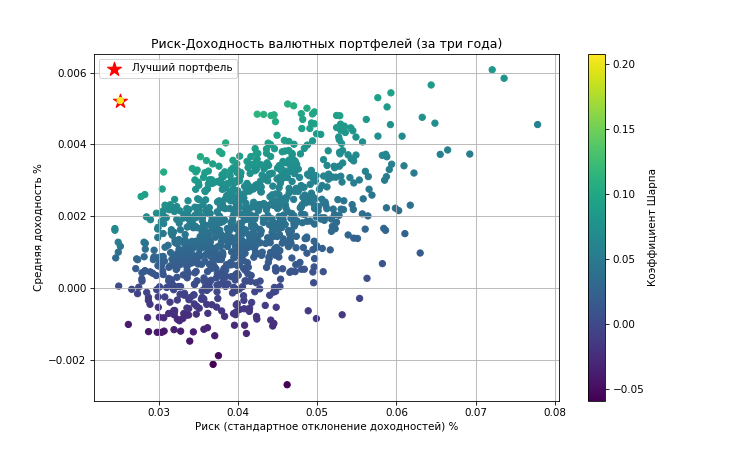 Риск-Доходность валютных портфелей (за три года)
Лучший портфель
Средняя доходность %
0.006
0.004
0.002
0.000
−0.002
0.03 0.04 0.05 0.06 0.07 0.08
Риск (стандартное отклонение доходностей) %
0.20
0.15
0.10
0.05
0.00
−0.05
Коэффициент Шарпа